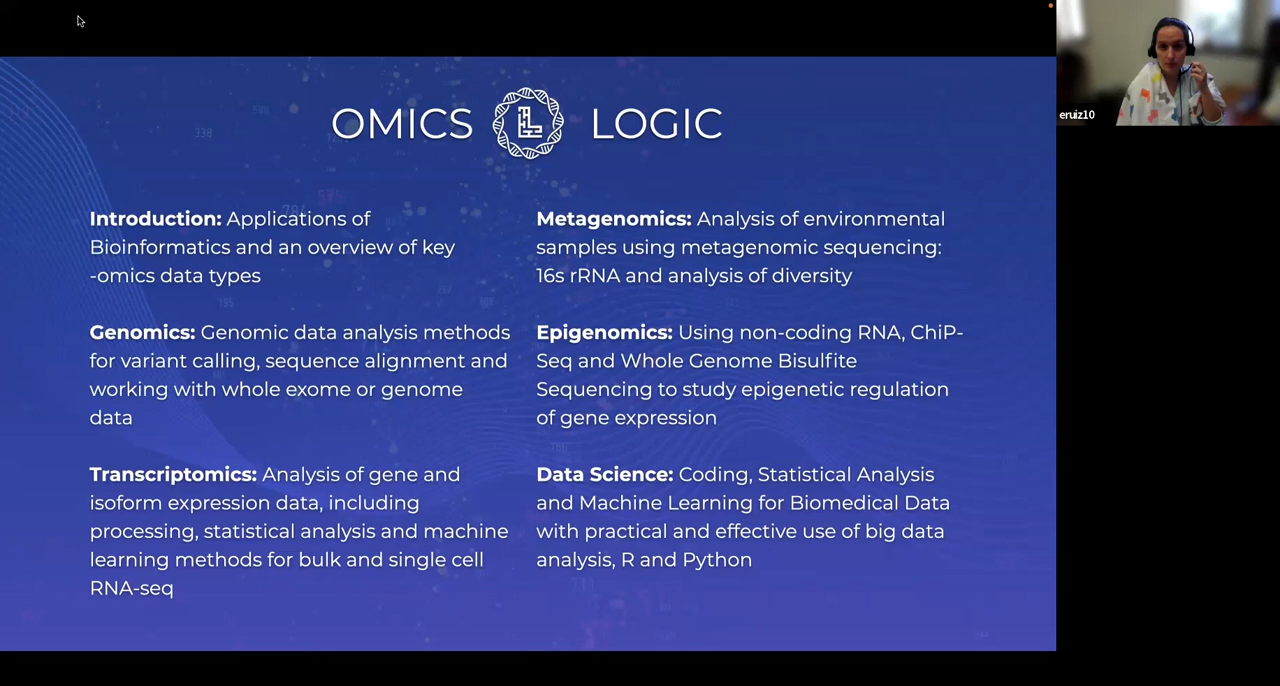 OMICS LOGIC
Introduction: Applications of
Bioinformatics and an overview of key
-omics data types
Genomics: Genomic data analysis methods
for variant calling, sequence alignment and
working with whole exome or genome
data
Transcriptomics: Analysis of gene and
isoform expression data, including
processing, statistical analysis and machine
learning methods for bulk and single cell
RNA-seq
Metagenomics: Analysis of environmental
samples using metagenomic sequencing:
16s rRNA and analysis of diversity
Epigenomics: Using non-coding RNA, ChiP-
Seq and Whole Genome Bisulfite
Sequencing to study epigenetic regulation
of gene expression
Data Science: Coding, Statistical Analysis
and Machine Learning for Biomedical Data
with practical and effective use of big data
analysis, R and Python
eruiz10